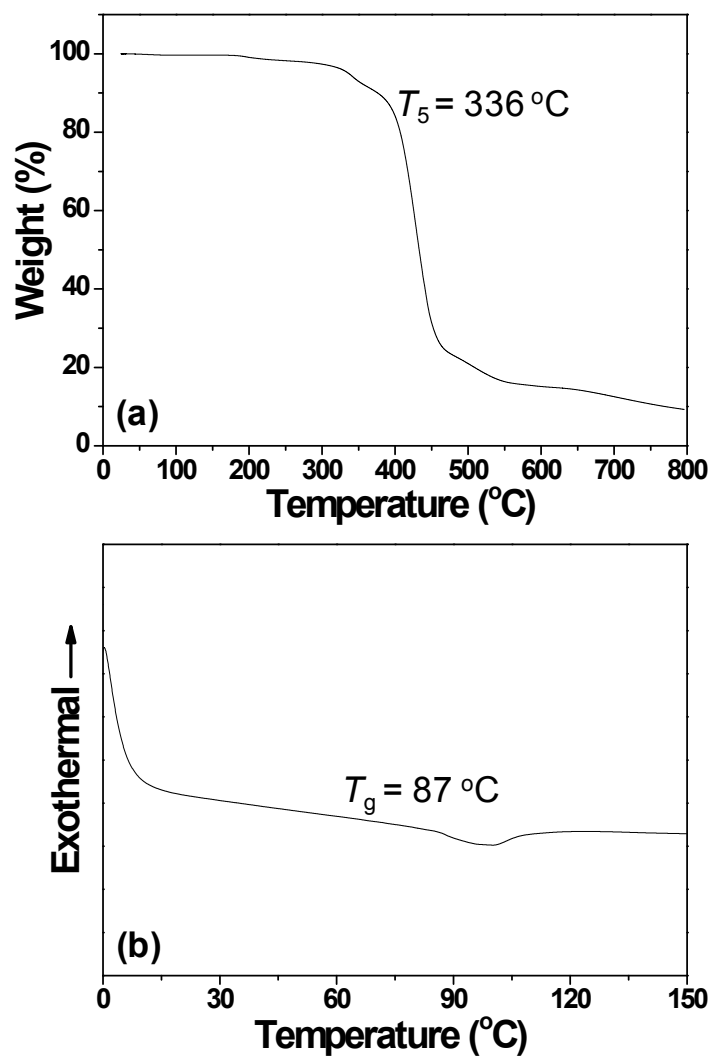 100
80
60
40
20
0
Weight (%)
T5 = 336 oC
(a)
0 100 200 300 400 500 600 700 800
Temperature (oC)
Exothermal
Tg = 87 oC
(b)
0 30 60 90 120 150
Temperature (oC)